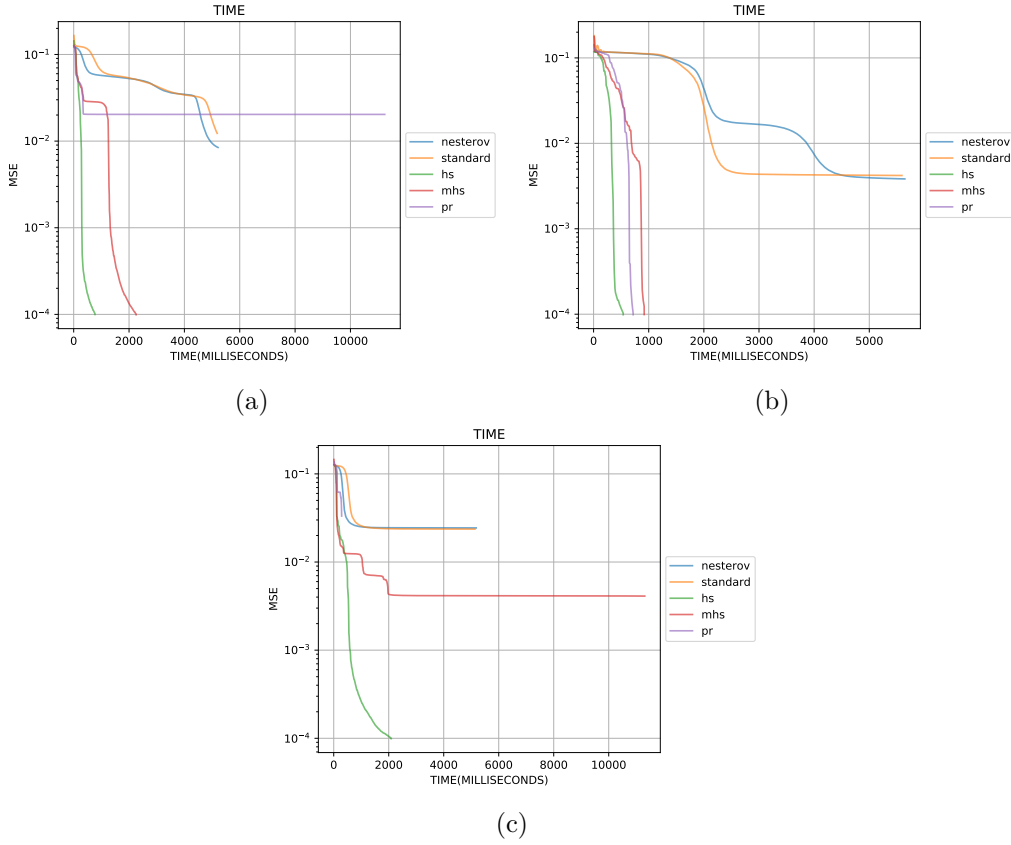 TIME
MSE
10⁻¹
10⁻²
10⁻³
10⁻⁴
0 2000 4000 6000 8000 10000
TIME(MILLISECONDS)
nesterov
standard
hs
mhs
pr
(a)
TIME
MSE
10⁻¹
10⁻²
10⁻³
10⁻⁴
0 1000 2000 3000 4000 5000
TIME(MILLISECONDS)
nesterov
standard
hs
mhs
pr
(b)
TIME
MSE
10⁻¹
10⁻²
10⁻³
10⁻⁴
0 2000 4000 6000 8000 10000
TIME(MILLISECONDS)
nesterov
standard
hs
mhs
pr
(c)